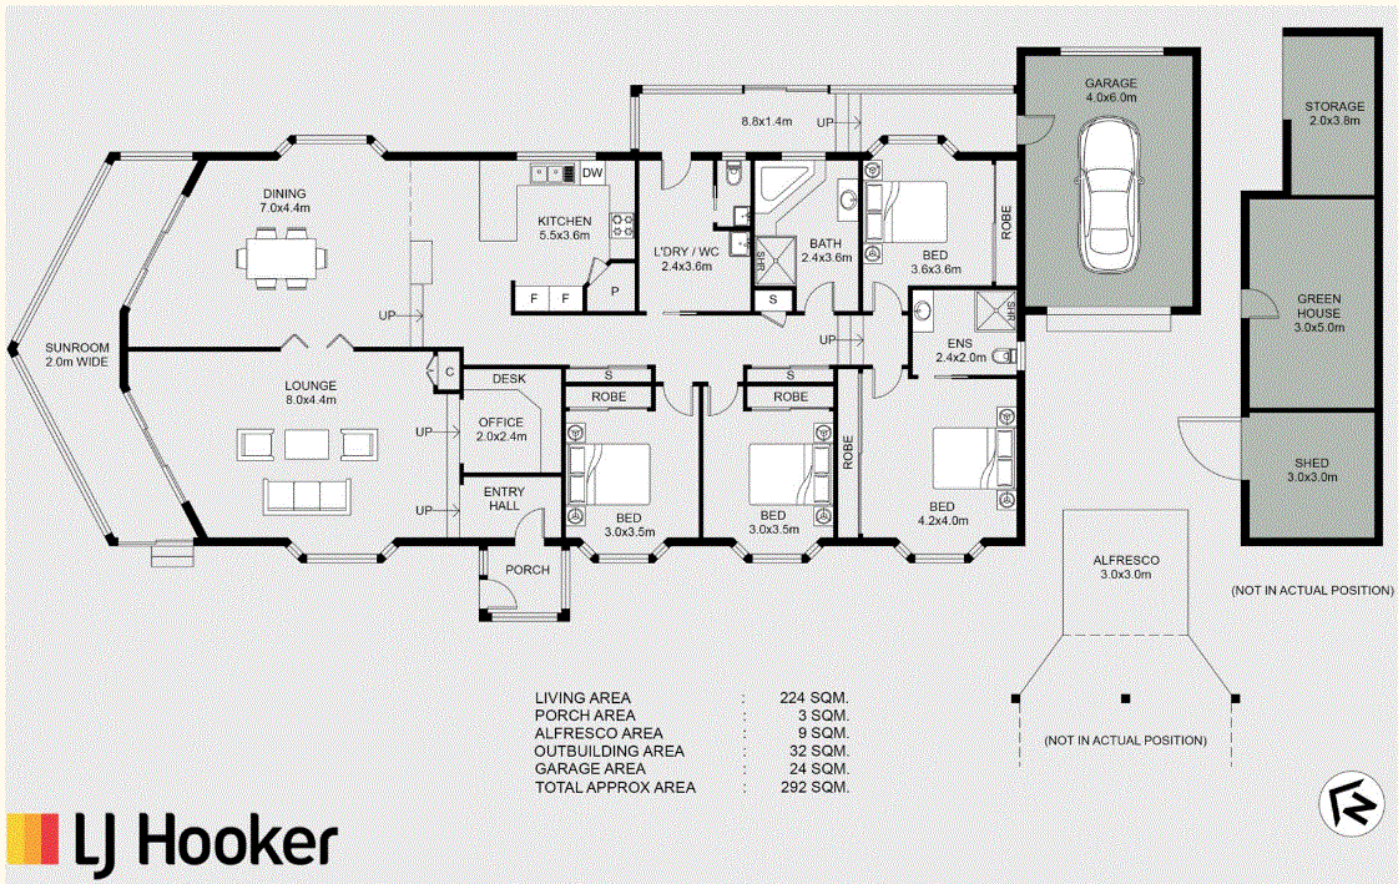 GARAGE
4.0x6.0m
STORAGE
2.0x3.8m
8.8x1.4m
UP
DINING
7.0x4.4m
DW
KITCHEN
5.5x3.6m
L'DRY / WC
2.4x3.6m
BATH
2.4x3.6m
SHR
BED
3.6x3.6m
ROBE
F
F
P
S
UP
UP
ENS
2.4x2.0m
SHR
GREEN
HOUSE
3.0x5.0m
SUNROOM
2.0m WIDE
LOUNGE
8.0x4.4m
C
DESK
OFFICE
2.0x2.4m
UP
S
ROBE
S
ROBE
ROBE
SHED
3.0x3.0m
ENTRY
HALL
UP
BED
3.0x3.5m
BED
3.0x3.5m
BED
4.2x4.0m
PORCH
ALFRESCO
3.0x3.0m
(NOT IN ACTUAL POSITION)
(NOT IN ACTUAL POSITION)
LIVING AREA : 224 SQM.
PORCH AREA : 3 SQM.
ALFRESCO AREA : 9 SQM.
OUTBUILDING AREA : 32 SQM.
GARAGE AREA : 24 SQM.
TOTAL APPROX AREA : 292 SQM.
N
LJ Hooker